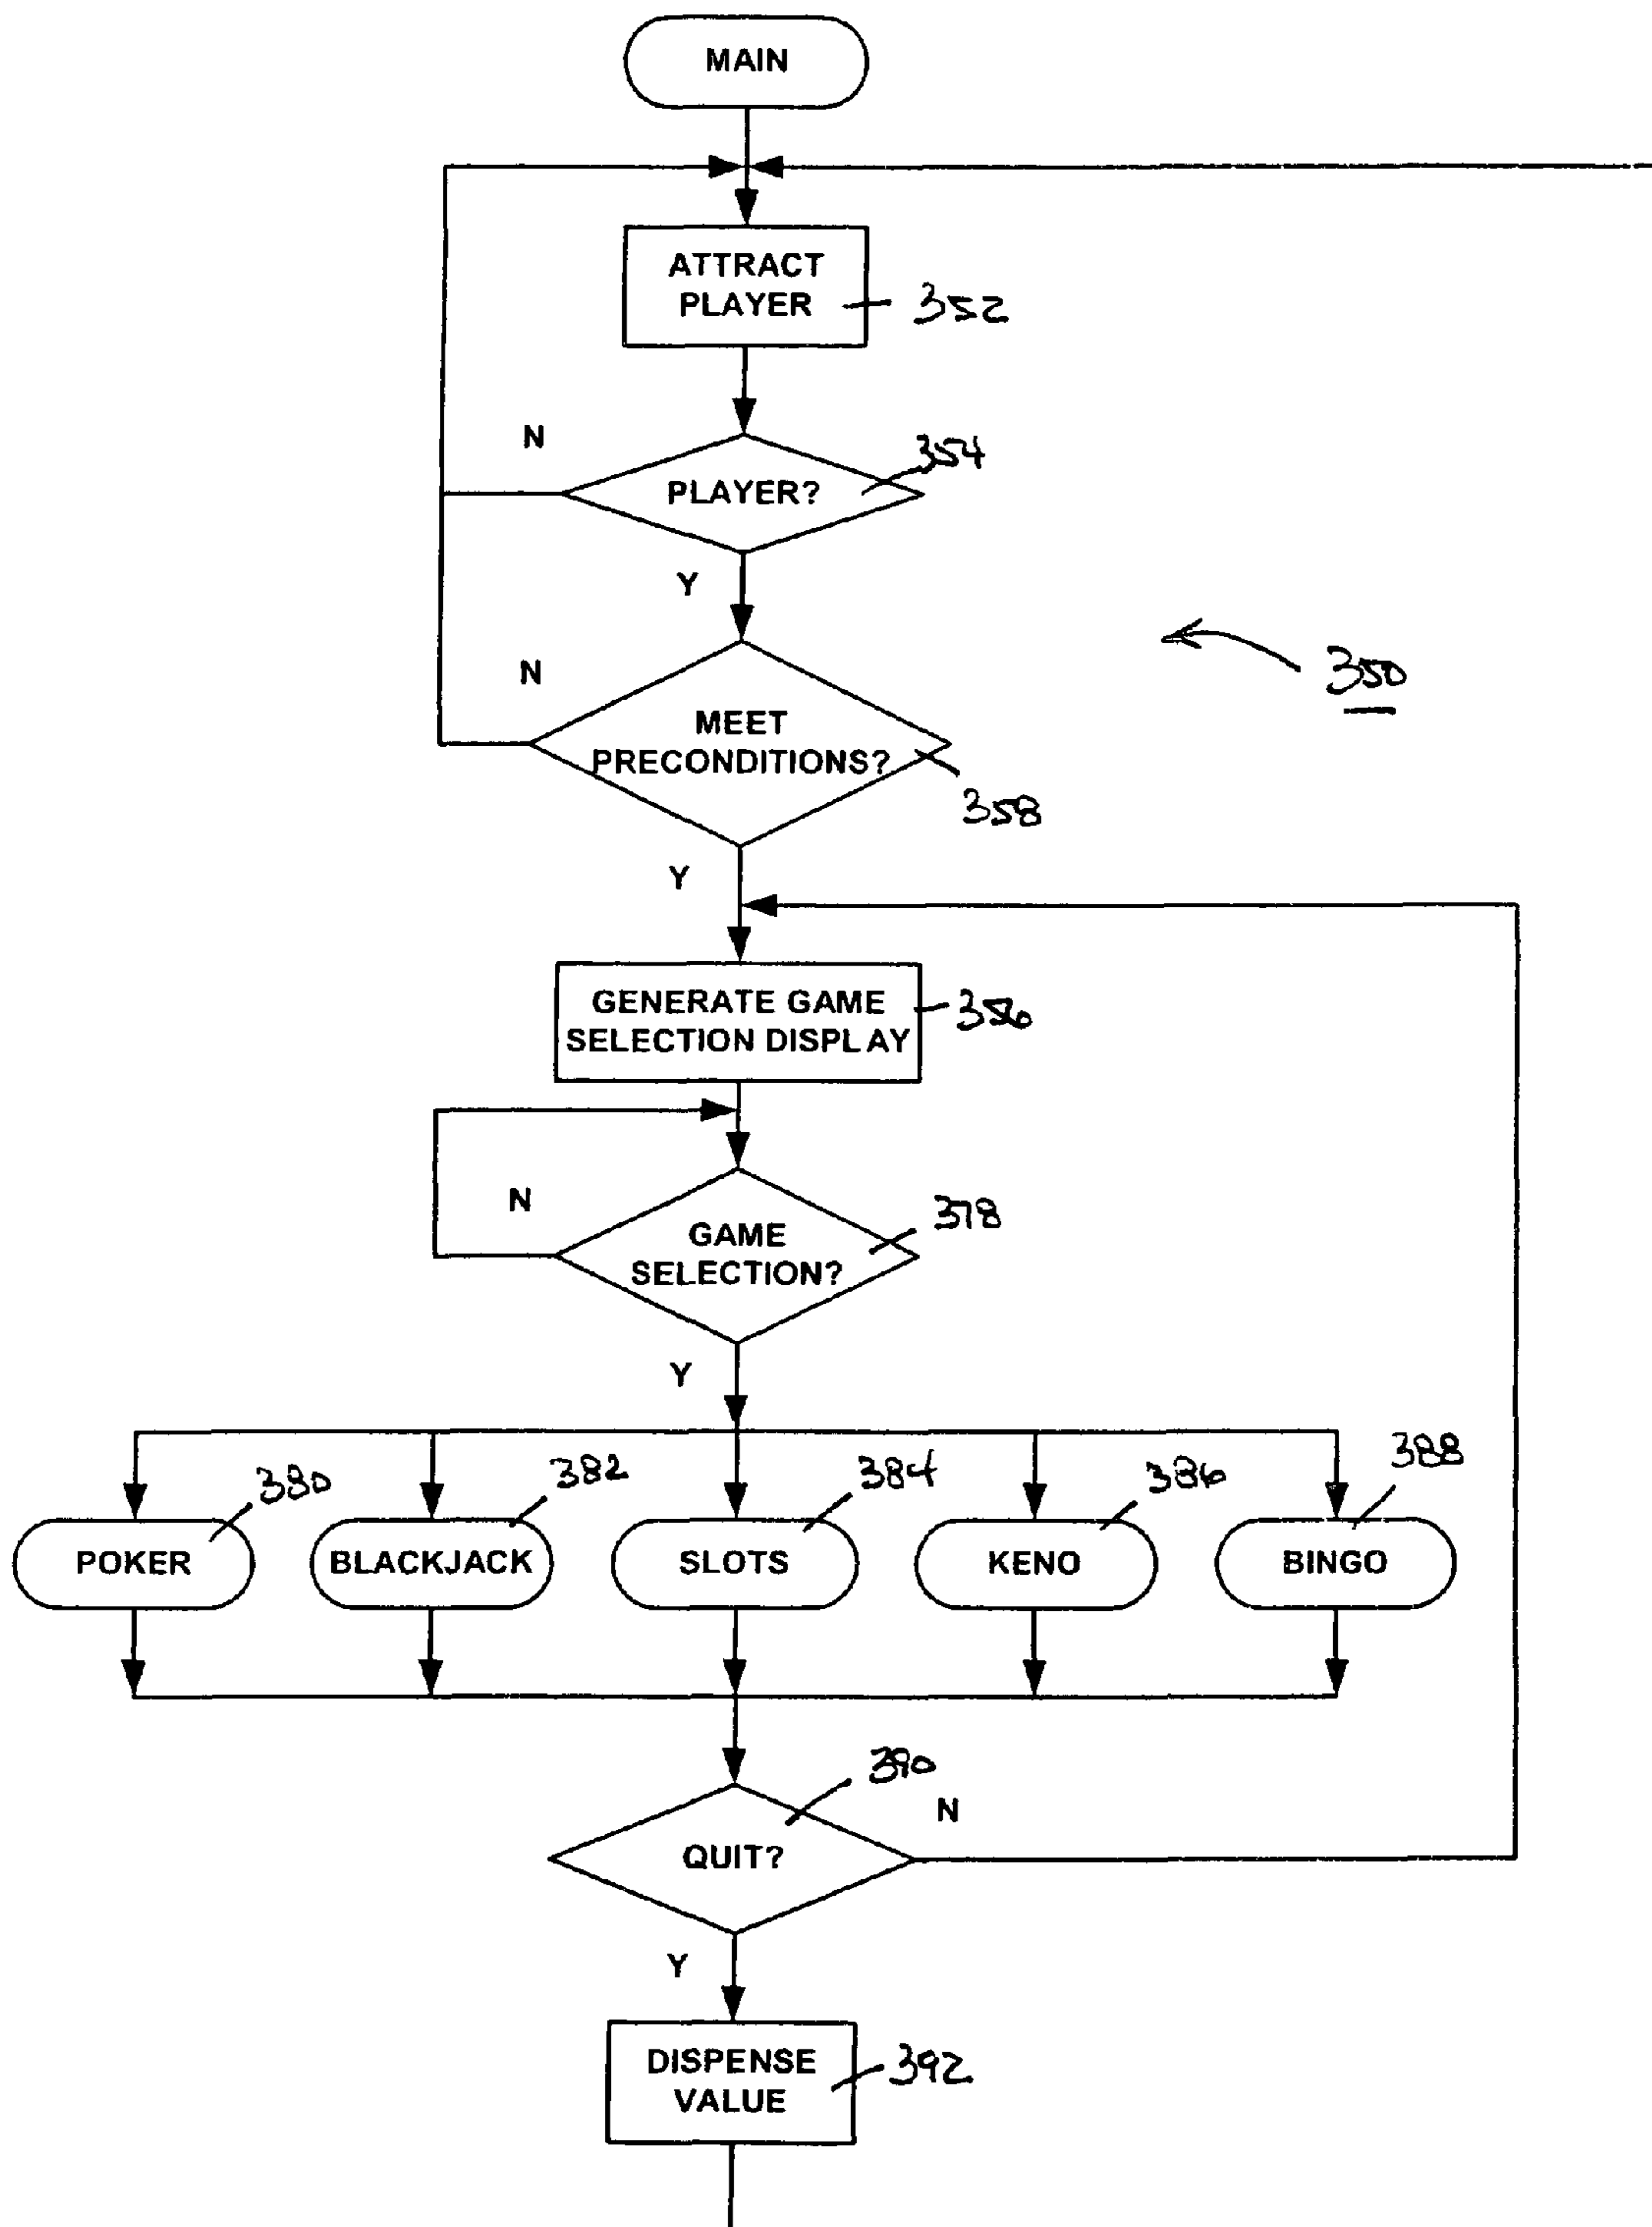 MAIN
ATTRACT
PLAYER
352
N
354
PLAYER?
Y
350
N
MEET
PRECONDITIONS?
358
Y
GENERATE GAME
SELECTION DISPLAY
356
N
378
GAME
SELECTION?
Y
380
382
384
386
388
POKER
BLACKJACK
SLOTS
KENO
BINGO
390
N
QUIT?
Y
DISPENSE
VALUE
392